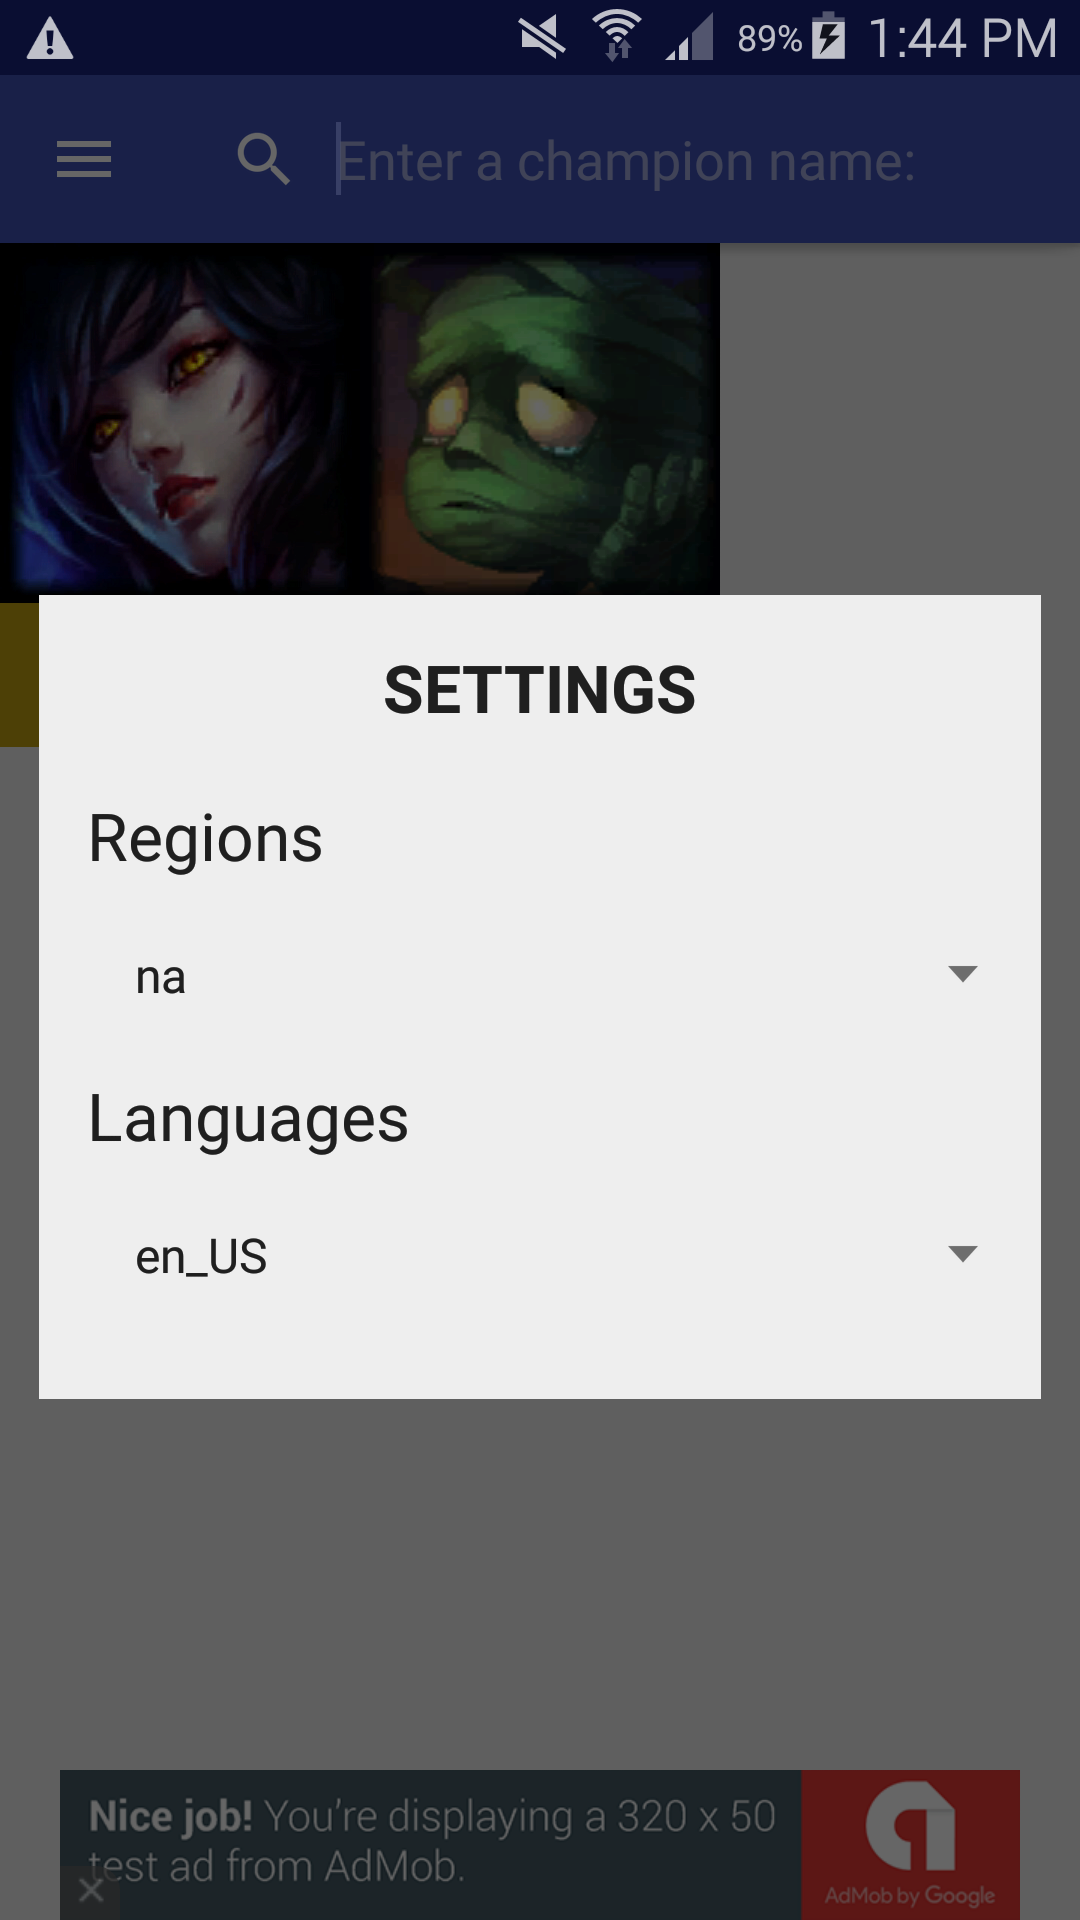 89% 1:44 PM
Enter a champion name:
SETTINGS
Regions
na
Languages
en_US
Nice job! You're displaying a 320 x 50
test ad from AdMob.
AdMob by Google